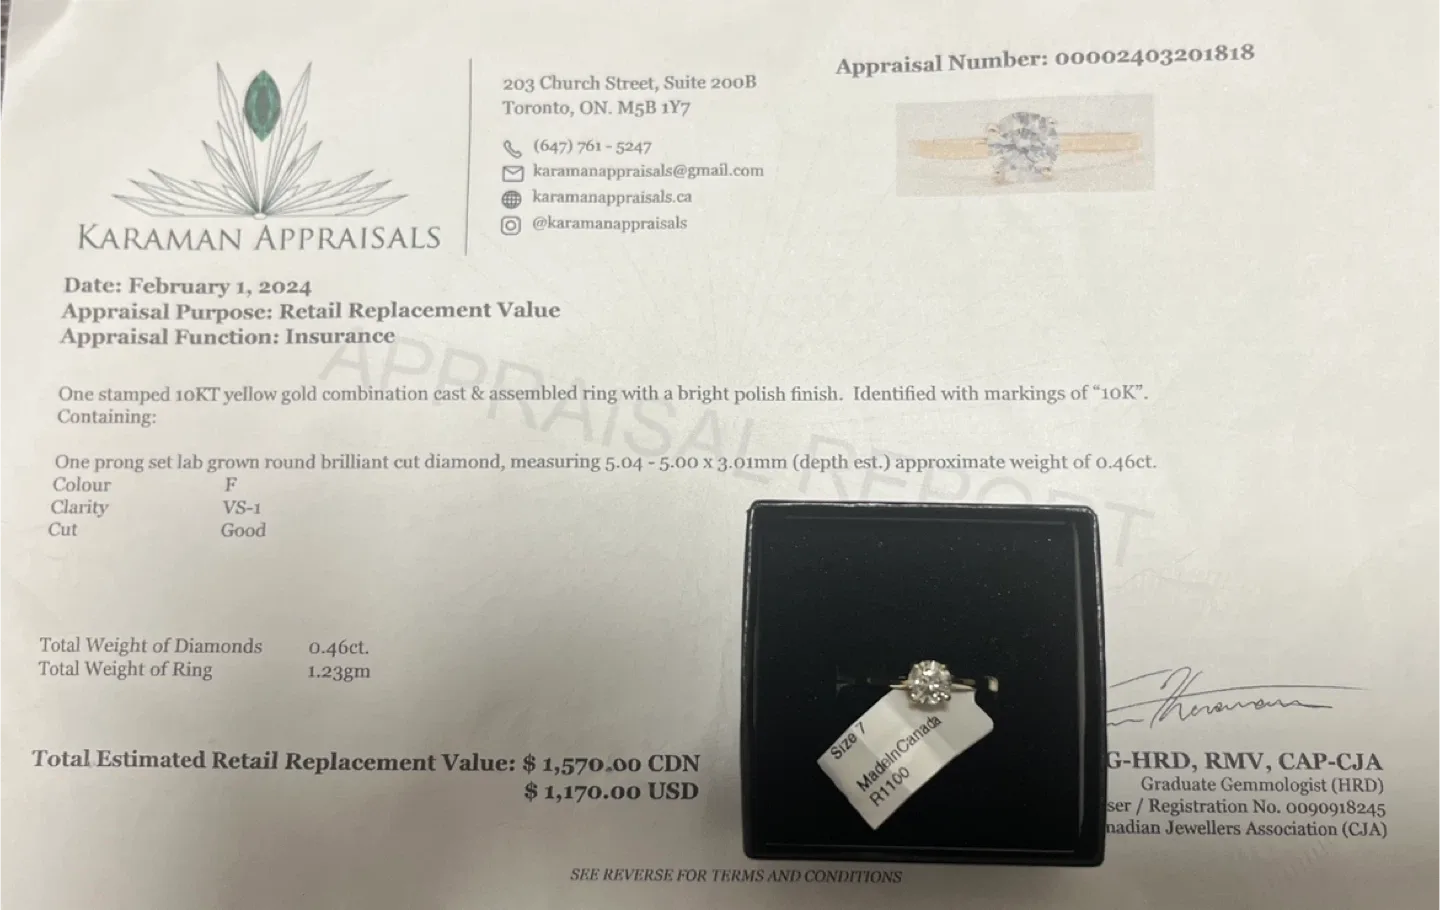 Appraisal Number: 00002403201818
203 Church Street, Suite 200B
Toronto, ON. M5B 1Y7
(647) 761 - 5247
karamanappraisals@gmail.com
karamanappraisals.ca
@karamanappraisals
KARAMAN APPRAISALS
Date: February 1, 2024
Appraisal Purpose: Retail Replacement Value
Appraisal Function: Insurance
APPRAISAL REPORT
One stamped 10KT yellow gold combination cast & assembled ring with a bright polish finish. Identified with markings of “10K”.
Containing:
One prong set lab grown round brilliant cut diamond, measuring 5.04 - 5.00 x 3.01mm (depth est.) approximate weight of 0.46ct.
Colour F
Clarity VS-1
Cut Good
Total Weight of Diamonds 0.46ct.
Total Weight of Ring 1.23gm
Size 7
MadeInCanada
R1100
Total Estimated Retail Replacement Value: $ 1,570.00 CDN
$ 1,170.00 USD
G-HRD, RMV, CAP-CJA
Graduate Gemmologist (HRD)
ser / Registration No. 0090918245
nadian Jewellers Association (CJA)
SEE REVERSE FOR TERMS AND CONDITIONS